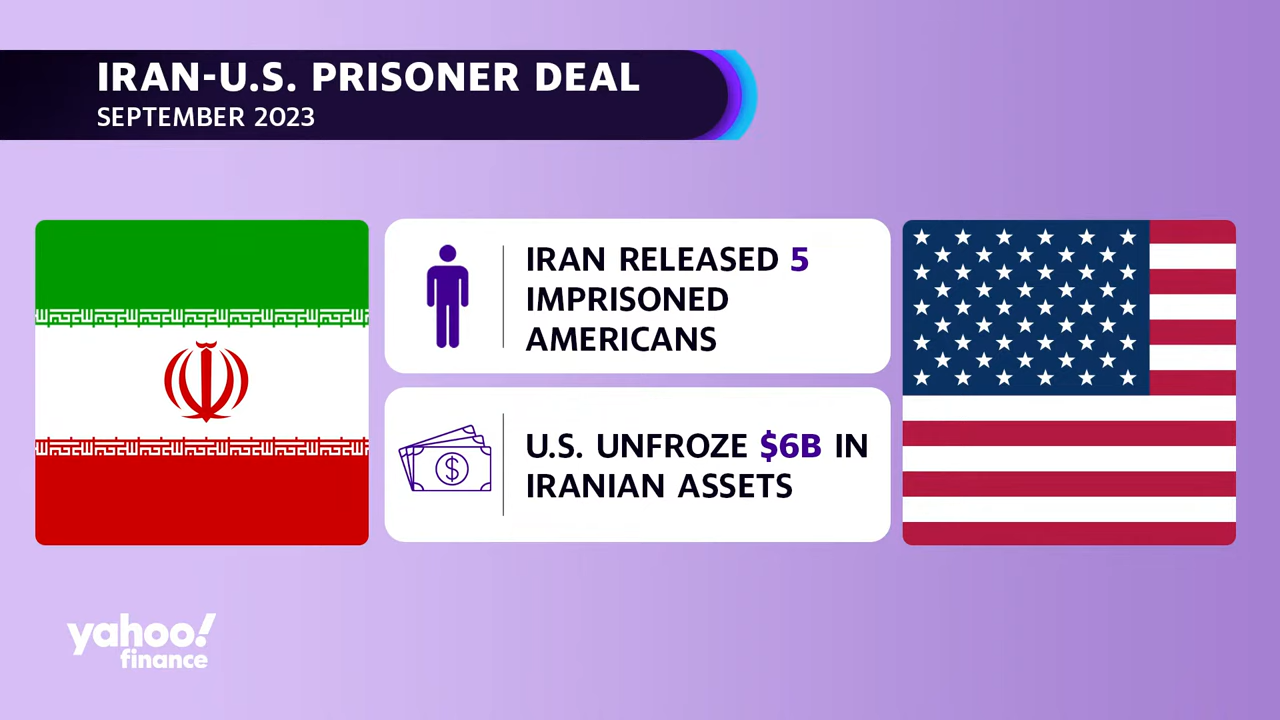 IRAN-U.S. PRISONER DEAL
SEPTEMBER 2023
IRAN RELEASED 5
IMPRISONED
AMERICANS
$
U.S. UNFROZE $6B IN
IRANIAN ASSETS
yahoo!
finance